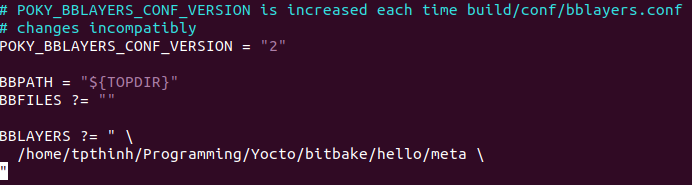 # POKY_BBLAYERS_CONF_VERSION is increased each time build/conf/bblayers.conf
# changes incompatibly
POKY_BBLAYERS_CONF_VERSION = "2"

BBPATH = "${TOPDIR}"
BBFILES ?= ""

BBLAYERS ?= " \
  /home/tpthinh/Programming/Yocto/bitbake/hello/meta \
"